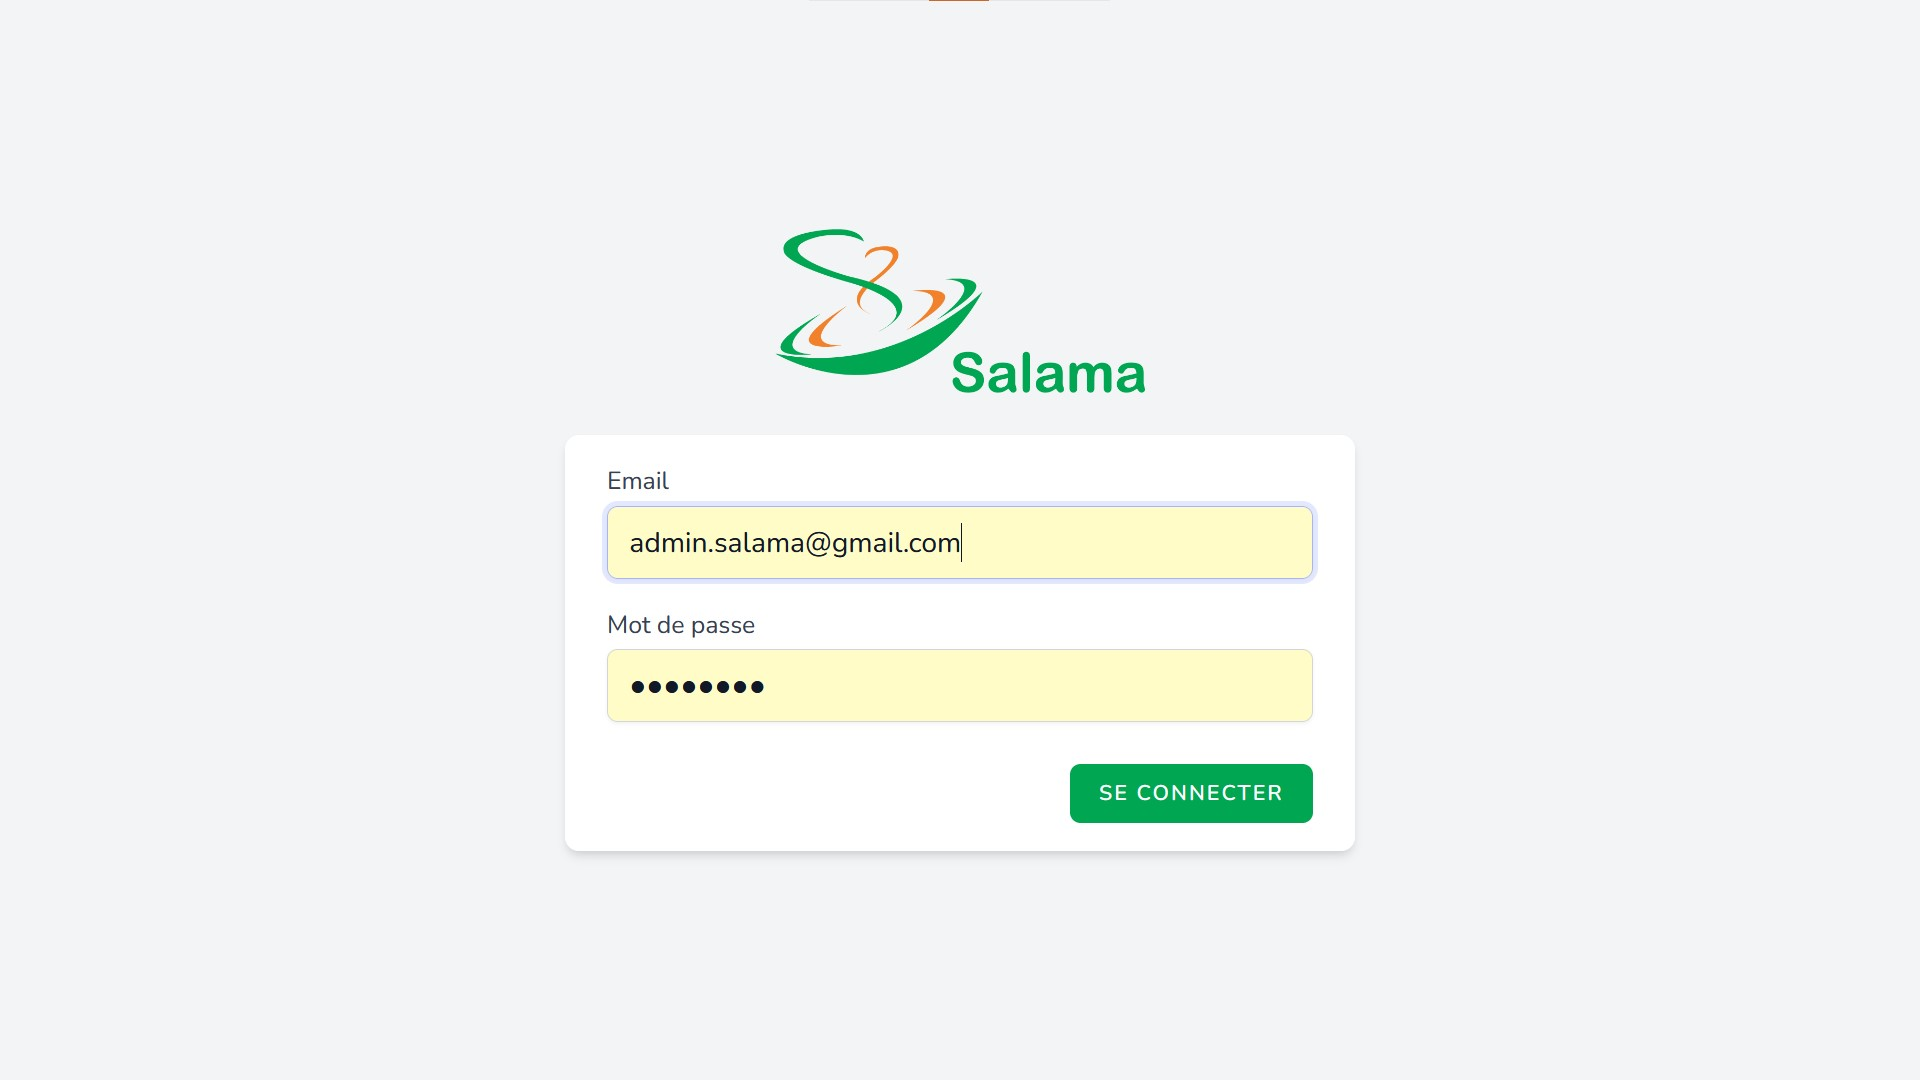 Salama
Email
admin.salama@gmail.com
Mot de passe
SE CONNECTER